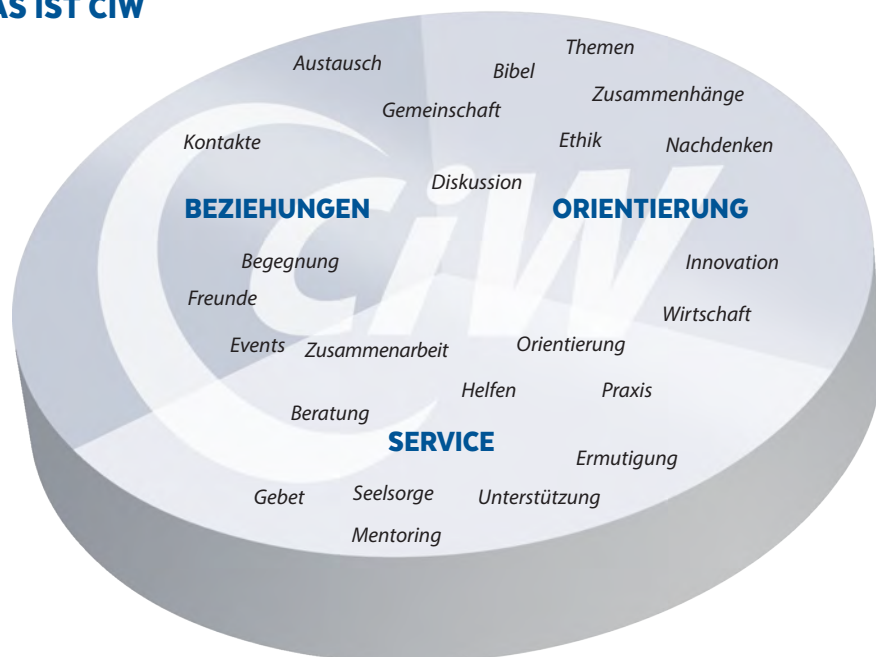 AS IST CIW
Themen
Austausch
Bibel
Zusammenhänge
Gemeinschaft
Kontakte
Ethik
Nachdenken
Diskussion
BEZIEHUNGEN
ORIENTIERUNG
CiW
Begegnung
Innovation
Freunde
Wirtschaft
Events
Zusammenarbeit
Orientierung
Helfen
Praxis
Beratung
SERVICE
Ermutigung
Gebet
Seelsorge
Unterstützung
Mentoring